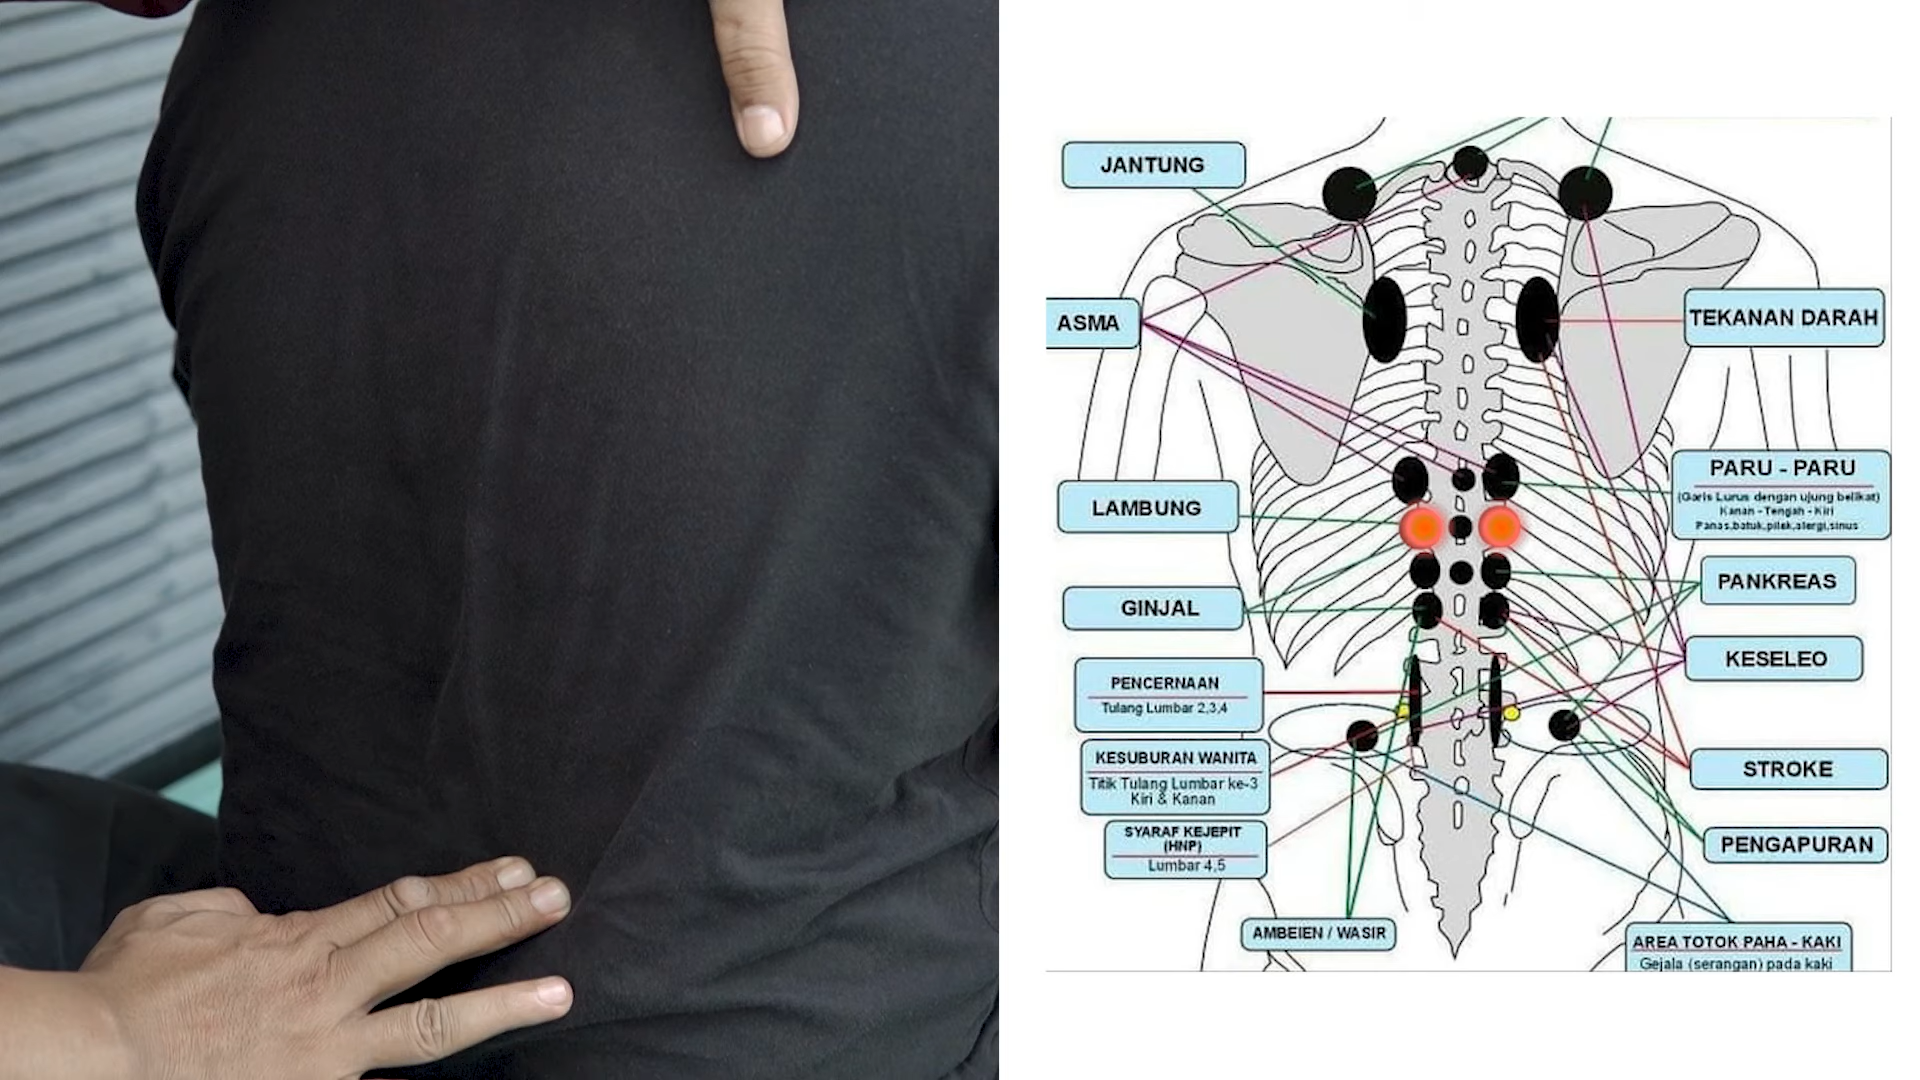 JANTUNG
ASMA
TEKANAN DARAH
LAMBUNG
PARU - PARU
(Garis Lurus dengan ujung belikat)
Kanan - Tengah - Kiri
Panas,batuk,pilek,alergi,sinus
PANKREAS
GINJAL
KESELEO
PENCERNAAN
Tulang Lumbar 2,3,4
KESUBURAN WANITA
Titik Tulang Lumbar ke-3
Kiri & Kanan
STROKE
SYARAF KEJEPIT
(HNP)
Lumbar 4,5
PENGAPURAN
AMBEIEN / WASIR
AREA TOTOK PAHA - KAKI
Gejala (serangan) pada kaki